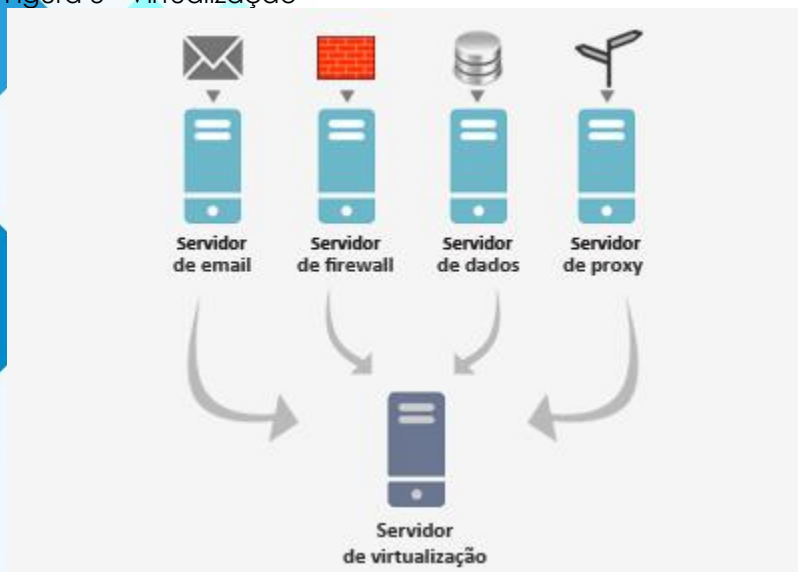 Servidor
de email
Servidor
de firewall
Servidor
de dados
Servidor
de proxy
Servidor
de virtualização